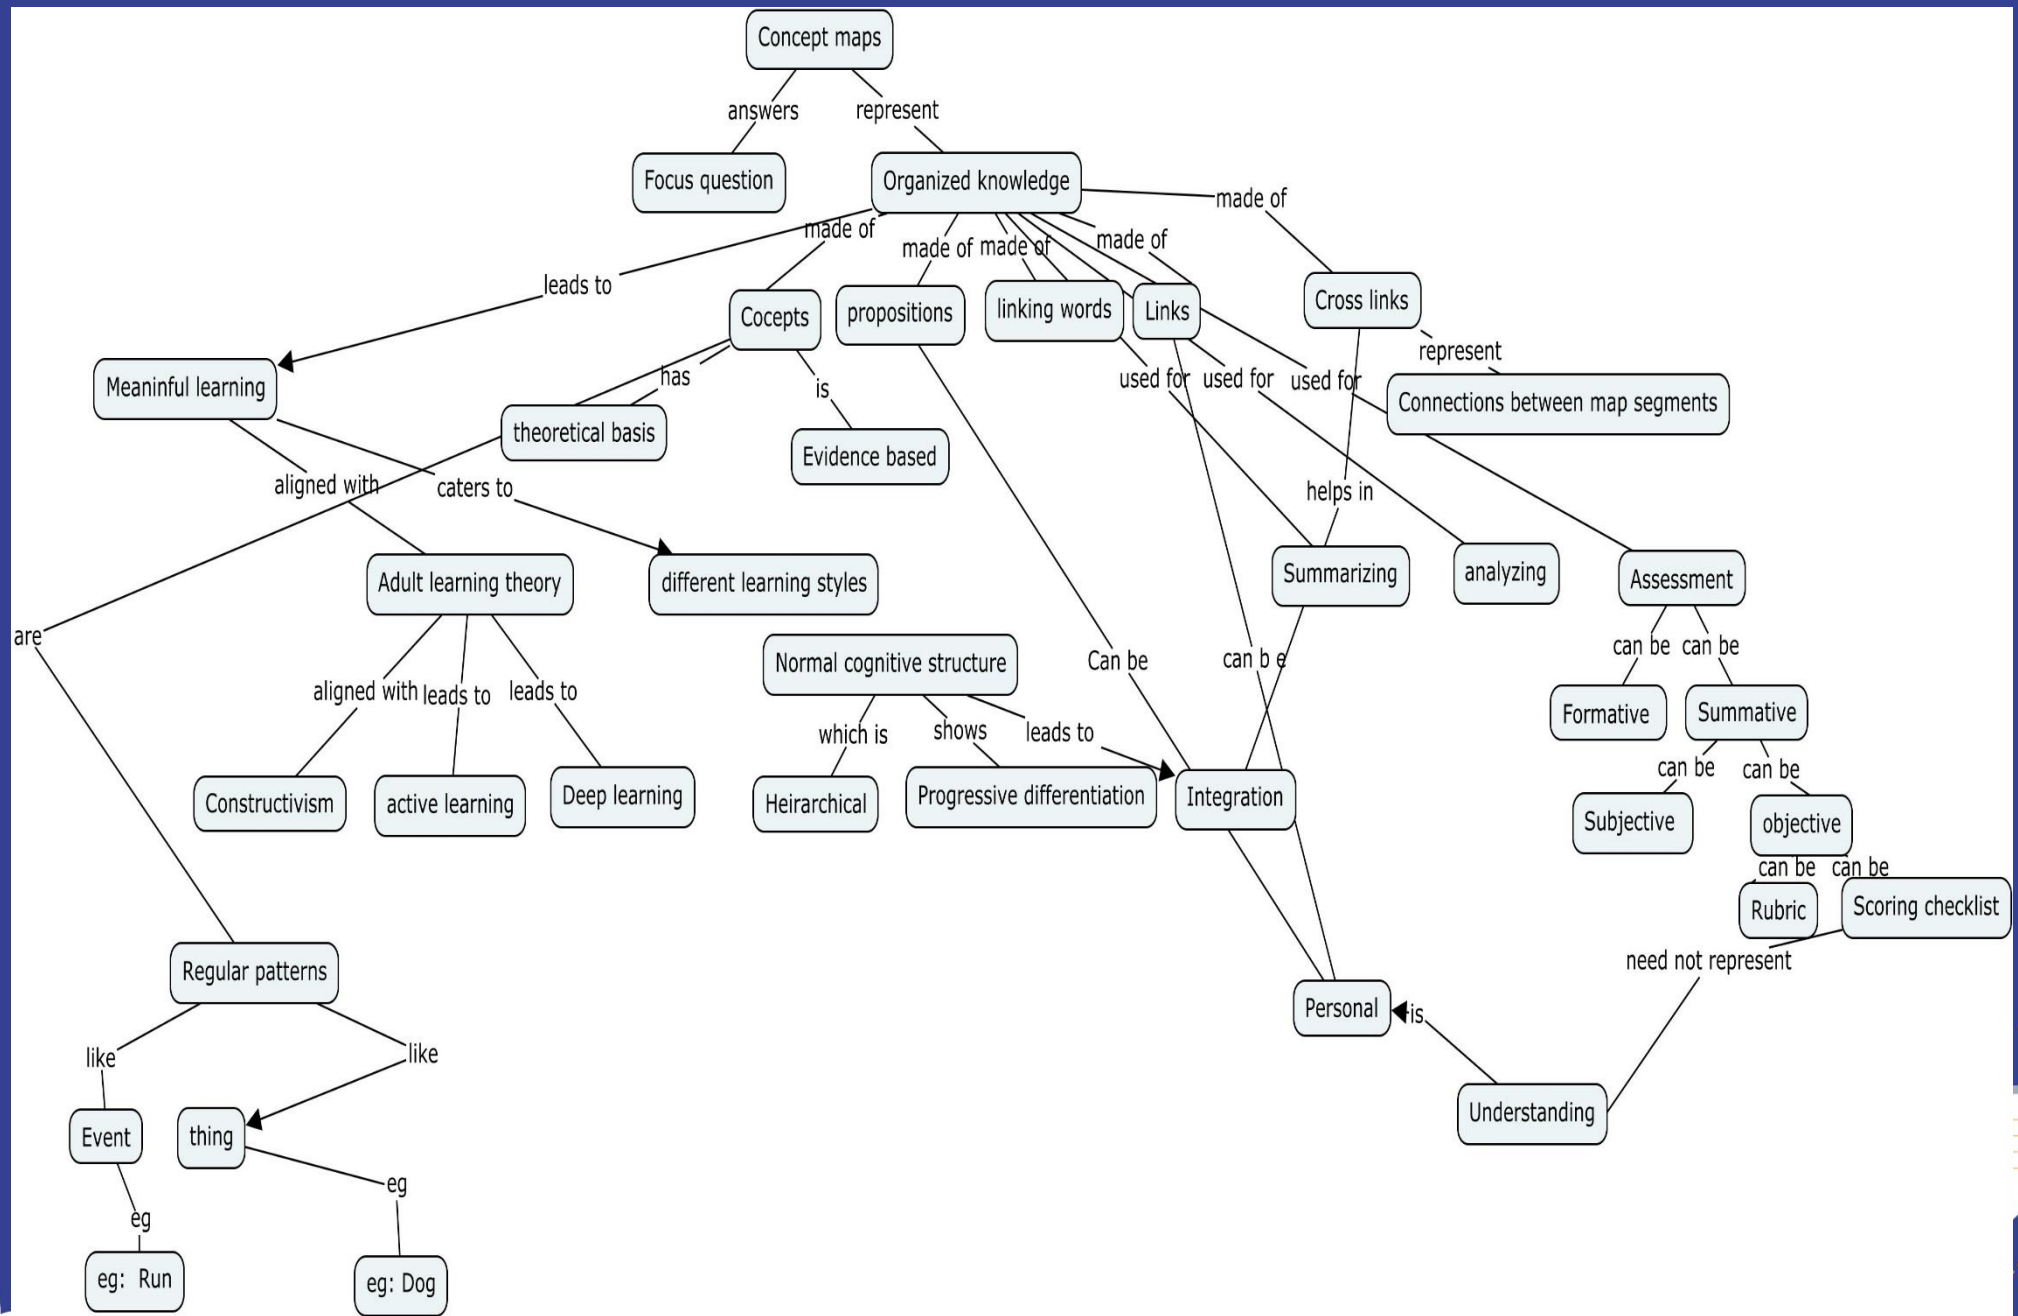 Concept maps
answers
represent
Focus question
Organized knowledge
made of
made of
made of
made of
made of
leads to
Cocepts
propositions
linking words
Links
Cross links
represent
Meaninful learning
has
is
used for
used for
used for
Connections between map segments
theoretical basis
Evidence based
aligned with
caters to
helps in
Adult learning theory
different learning styles
Summarizing
analyzing
Assessment
are
Normal cognitive structure
Can be
can b e
can be
can be
aligned with
leads to
leads to
which is
shows
leads to
Formative
Summative
can be
can be
Constructivism
active learning
Deep learning
Heirarchical
Progressive differentiation
Integration
Subjective
objective
can be
can be
Rubric
Scoring checklist
need not represent
Regular patterns
Personal
is
like
like
Event
thing
Understanding
eg
eg
eg: Run
eg: Dog